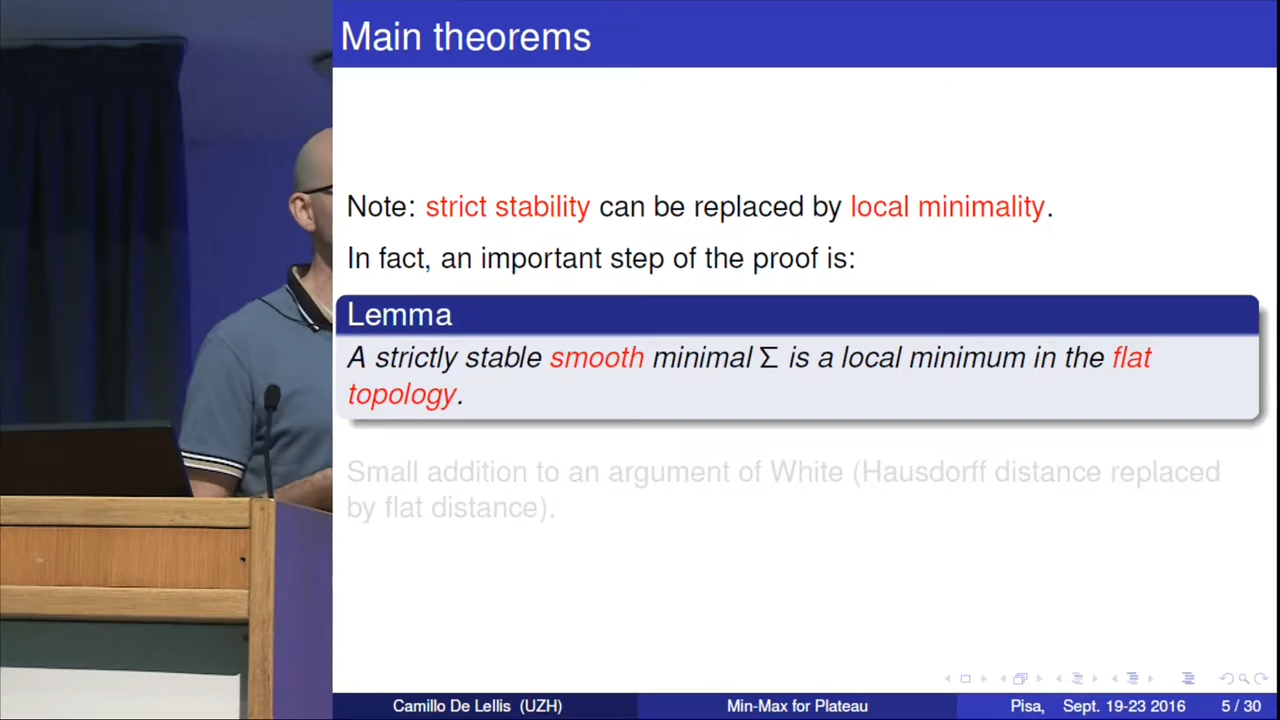 Main theorems
Note: strict stability can be replaced by local minimality.
In fact, an important step of the proof is:
Lemma
A strictly stable smooth minimal Σ is a local minimum in the flat
topology.
Small addition to an argument of White (Hausdorff distance replaced
by flat distance).
Camillo De Lellis (UZH) Min-Max for Plateau Pisa, Sept. 19-23 2016 5 / 30